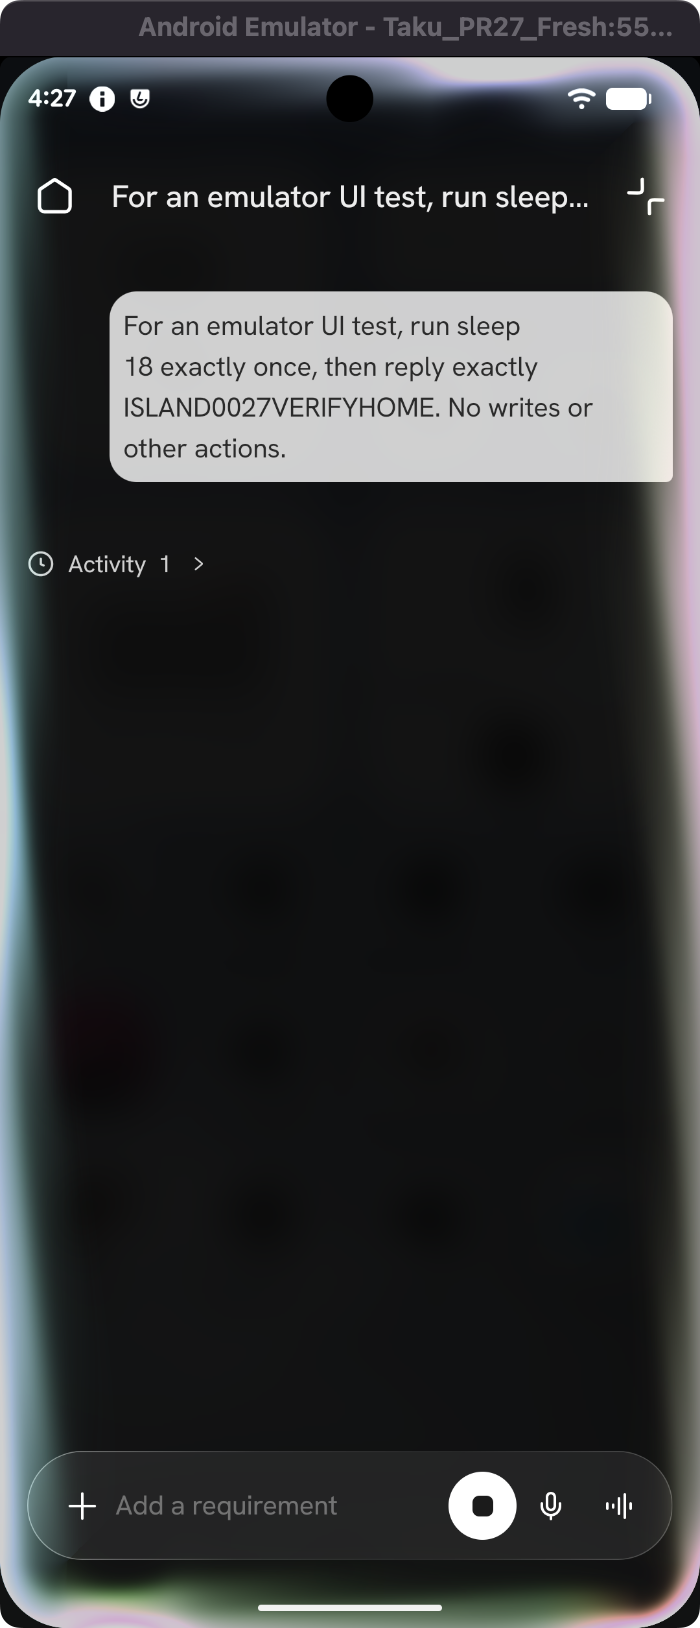 Android Emulator - Taku_PR27_Fresh:55...
4:27
For an emulator UI test, run sleep...
For an emulator UI test, run sleep
18 exactly once, then reply exactly
ISLAND0027VERIFYHOME. No writes or
other actions.
Activity 1
Add a requirement